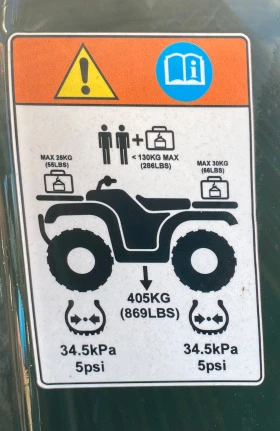 < 130KG MAX
(286LBS)
MAX 25KG
(55LBS)
MAX 30KG
(66LBS)
405KG
(869LBS)
34.5kPa
5psi
34.5kPa
5psi